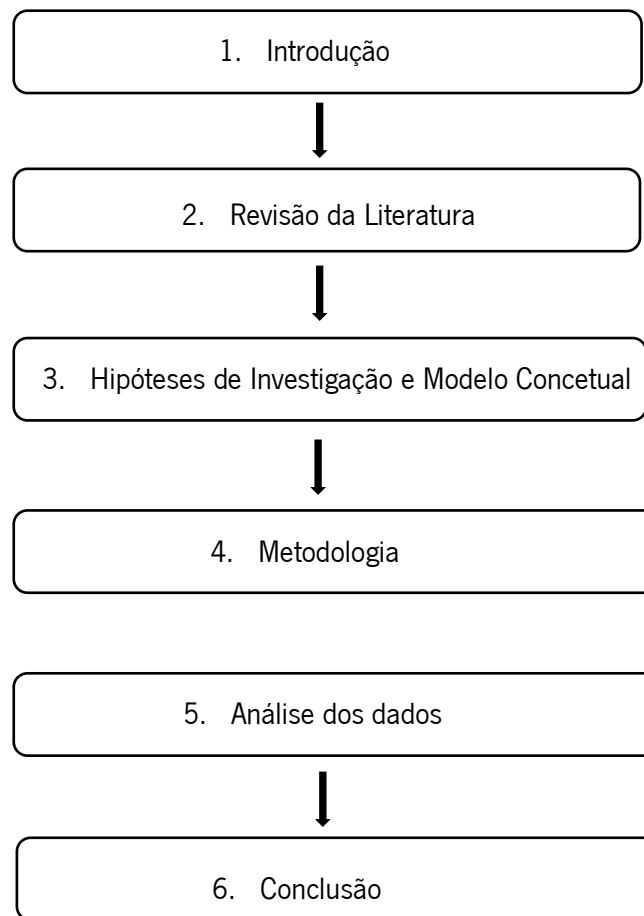 1. Introdução
2. Revisão da Literatura
3. Hipóteses de Investigação e Modelo Concetual
4. Metodologia
5. Análise dos dados
6. Conclusão